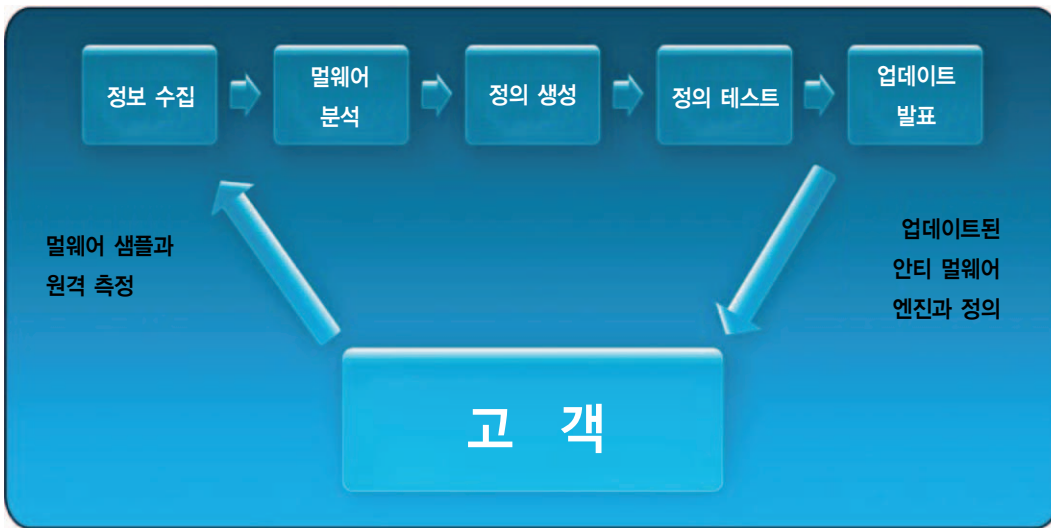 정보 수집
멀웨어
분석
정의 생성
정의 테스트
업데이트
발표
멀웨어 샘플과
원격 측정
업데이트된
안티 멀웨어
엔진과 정의
고 객